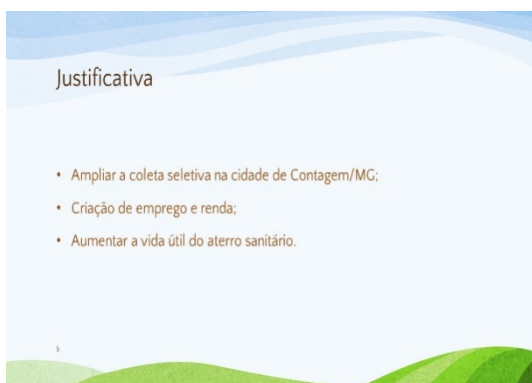 Justificativa
• Ampliar a coleta seletiva na cidade de Contagem/MG;
• Criação de emprego e renda;
• Aumentar a vida útil do aterro sanitário.
5